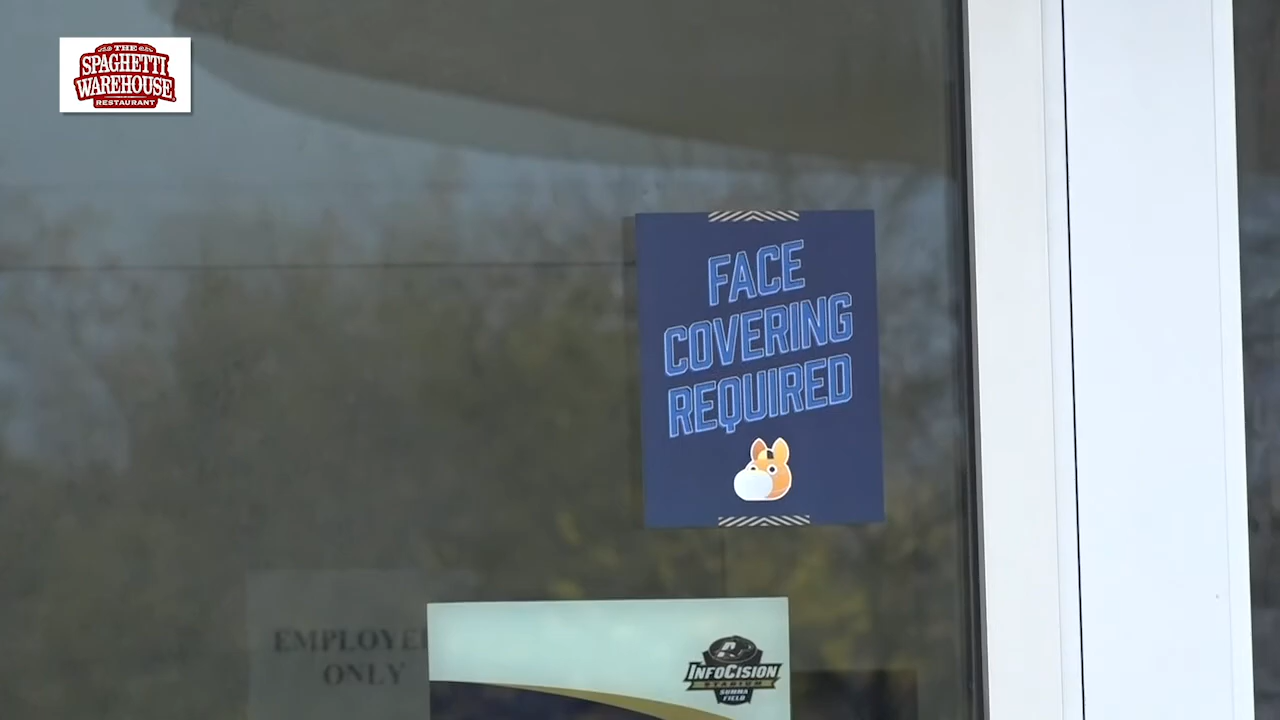 THE
SPAGHETTI
WAREHOUSE
RESTAURANT
FACE
COVERING
REQUIRED
EMPLOYEE
ONLY
INFOCISION
STADIUM
SUMMA
FIELD